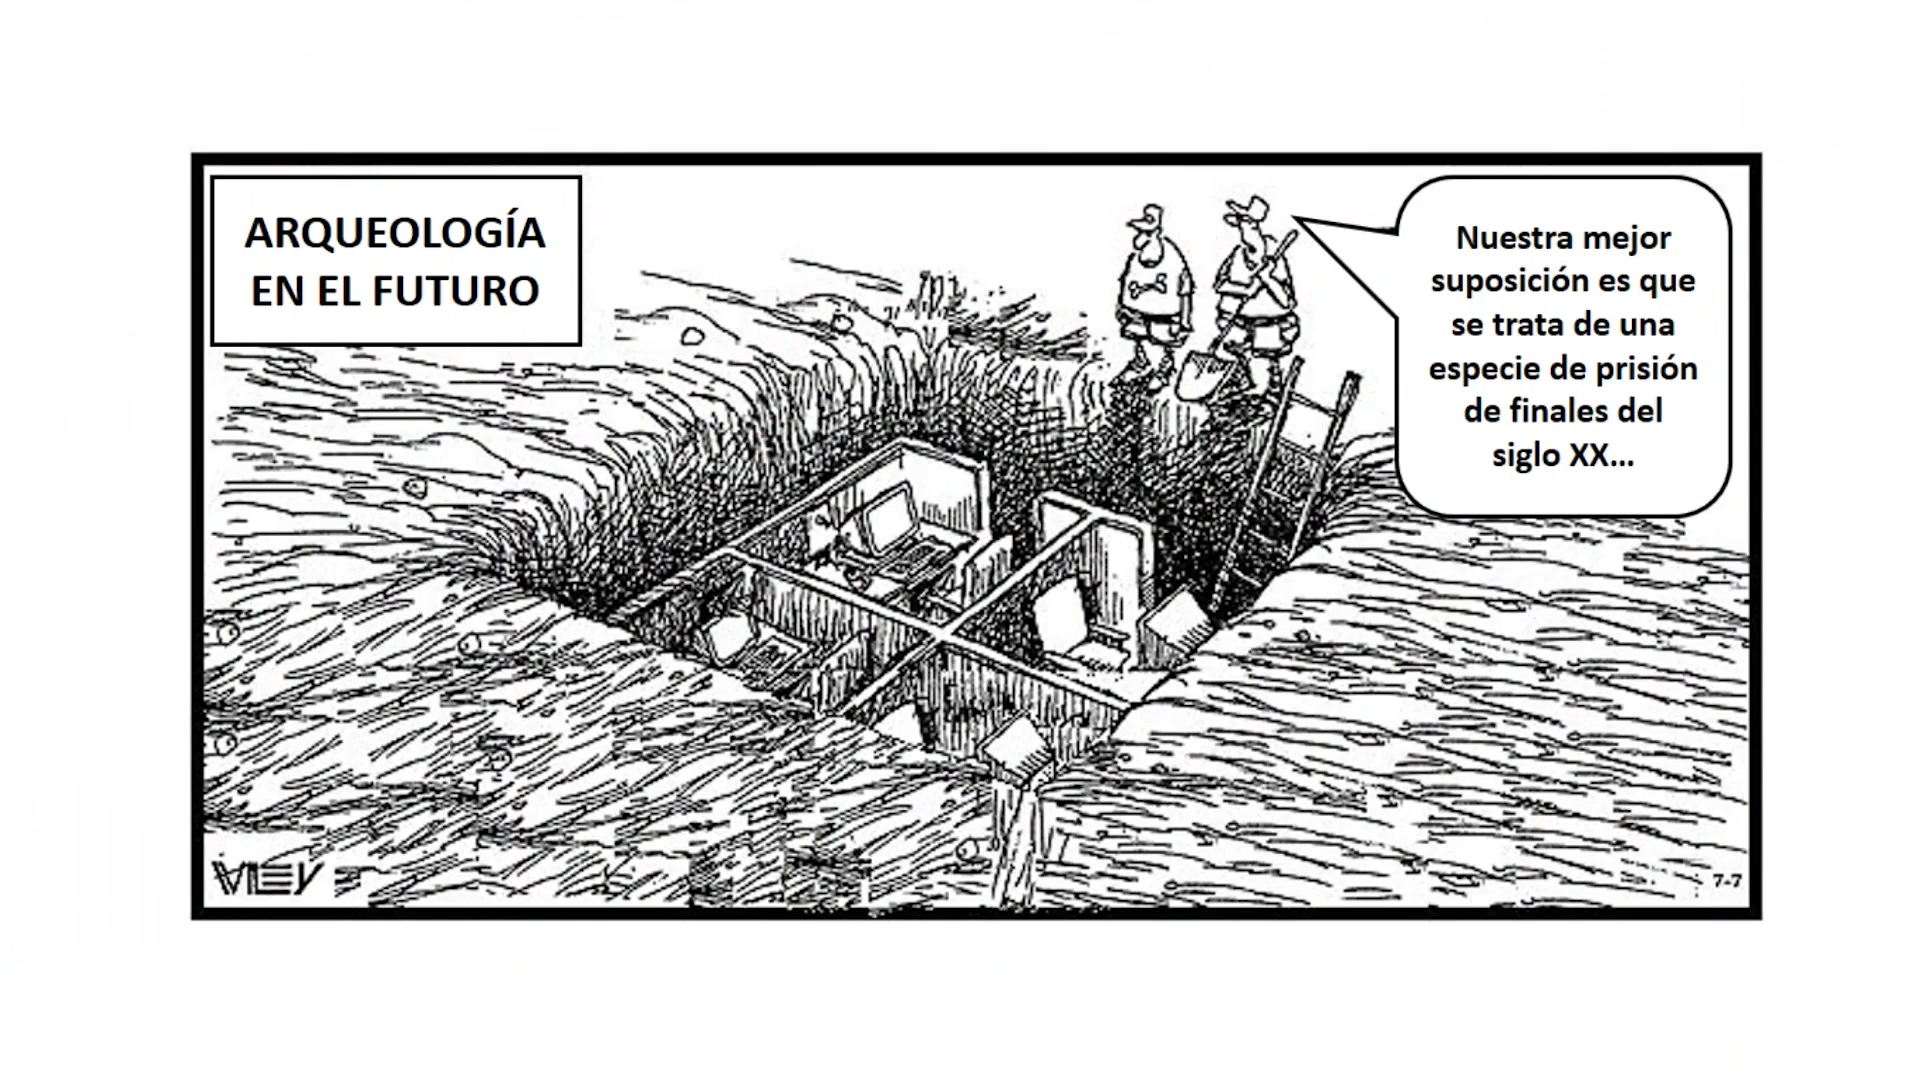 ARQUEOLOGÍA
EN EL FUTURO
Nuestra mejor
suposición es que
se trata de una
especie de prisión
de finales del
siglo XX...
7-7